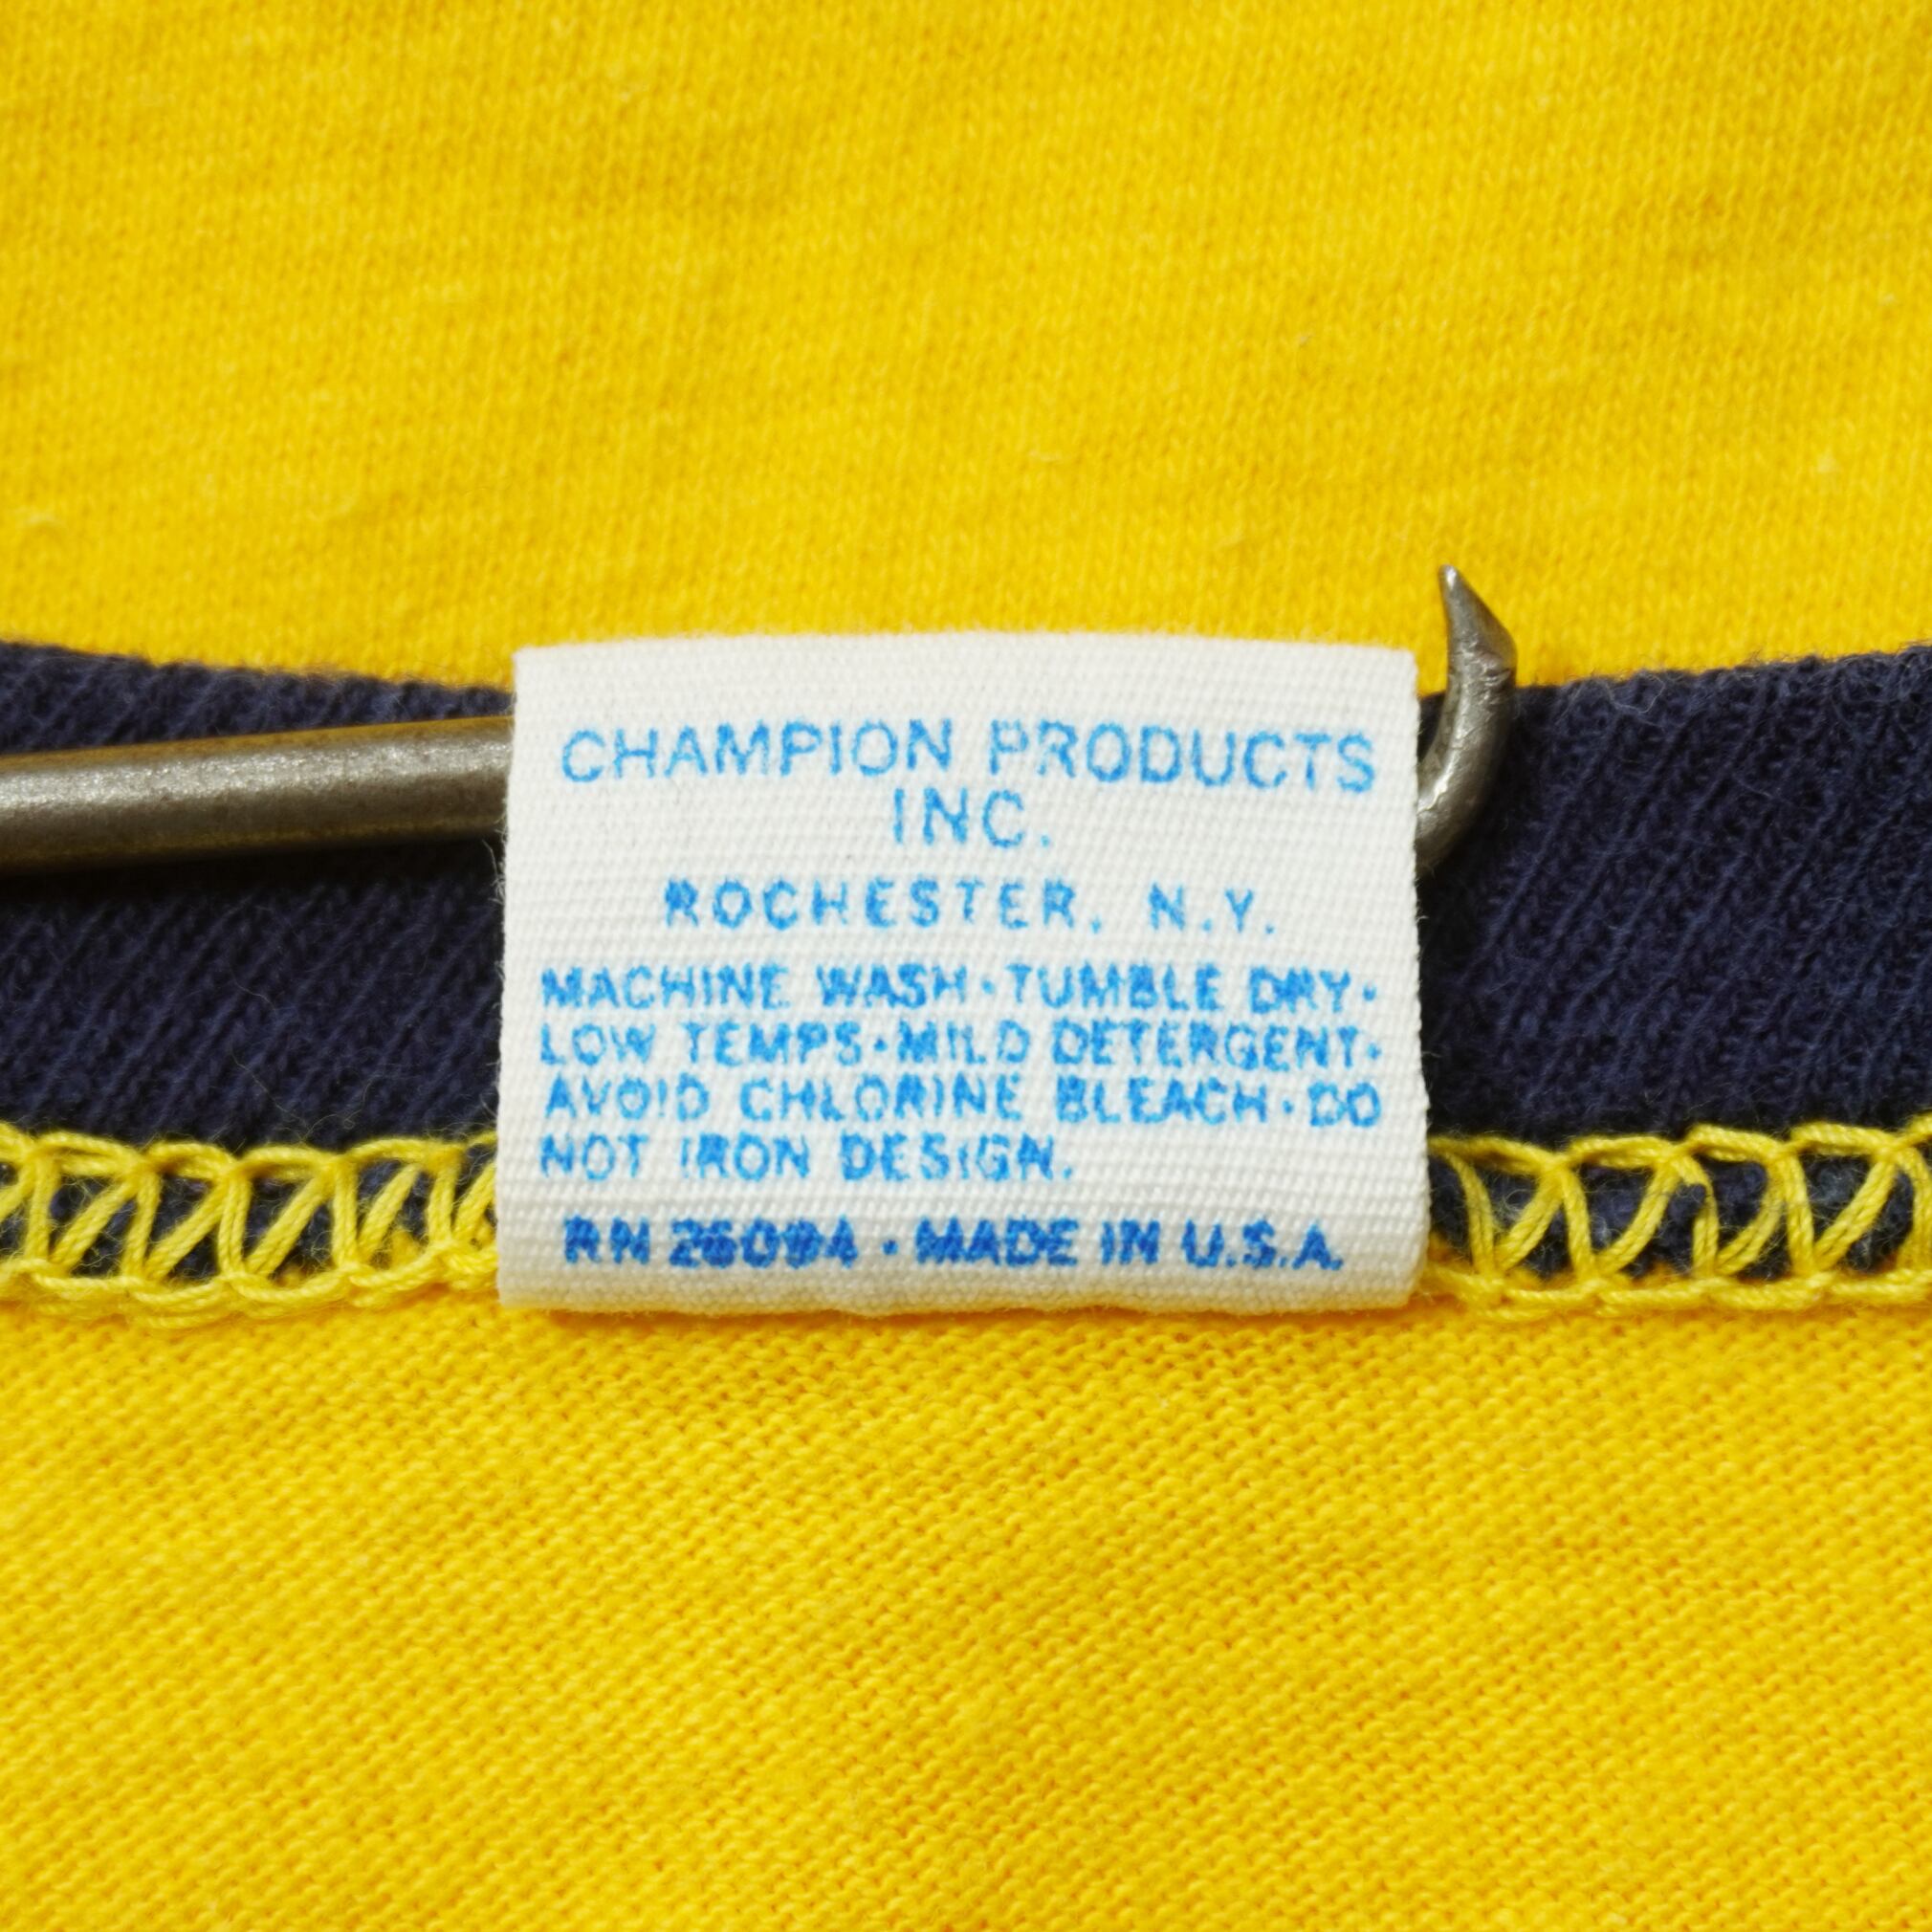 CHAMPION PRODUCTS
INC.
ROCHESTER, N.Y.
MACHINE WASH·TUMBLE DRY·
LOW TEMPS·MILD DETERGENT·
AVOID CHLORINE BLEACH·DO
NOT IRON DESIGN.
RN 26094 · MADE IN U.S.A.